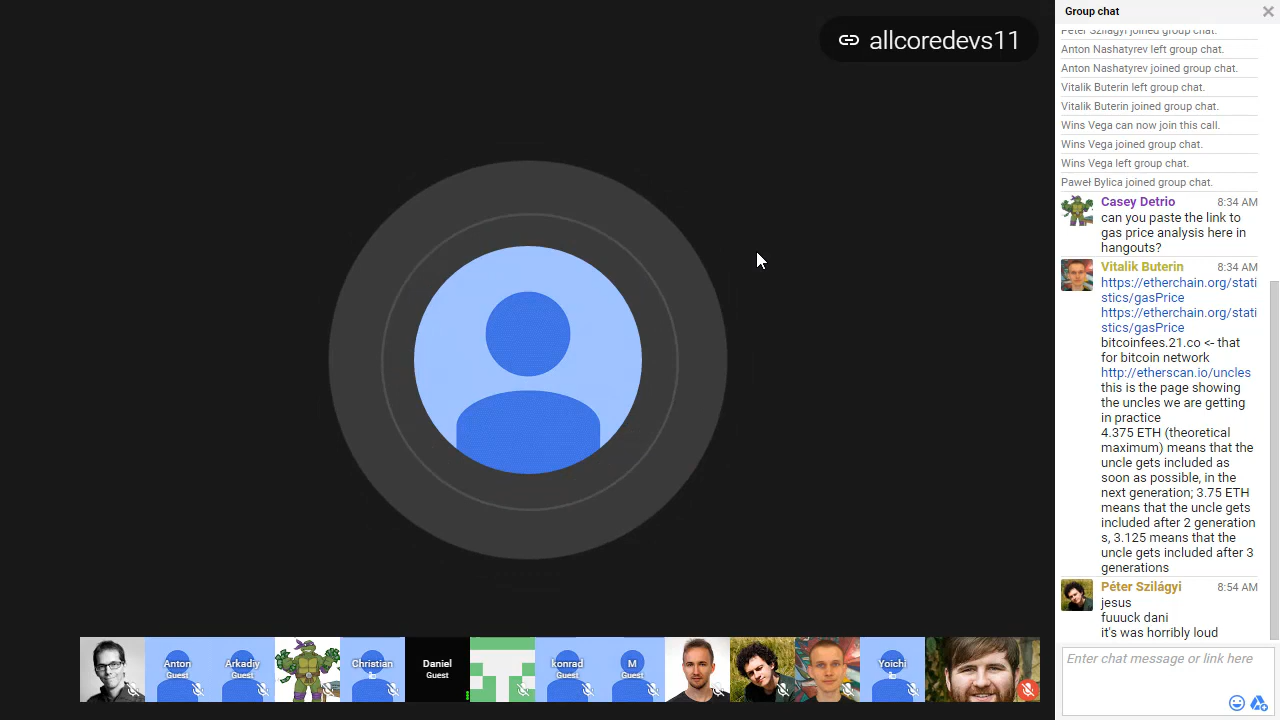 allcoredevs11
Group chat
Péter Szilágyi joined group chat.
Anton Nashatyrev left group chat.
Anton Nashatyrev joined group chat.
Vitalik Buterin left group chat.
Vitalik Buterin joined group chat.
Wins Vega can now join this call.
Wins Vega joined group chat.
Wins Vega left group chat.
Paweł Bylica joined group chat.
Casey Detrio 8:34 AM
can you paste the link to
gas price analysis here in
hangouts?
Vitalik Buterin 8:34 AM
https://etherchain.org/stati
stics/gasPrice
https://etherchain.org/stati
stics/gasPrice
bitcoinfees.21.co <- that
for bitcoin network
http://etherscan.io/uncles
this is the page showing
the uncles we are getting
in practice
4.375 ETH (theoretical
maximum) means that the
uncle gets included as
soon as possible, in the
next generation; 3.75 ETH
means that the uncle gets
included after 2 generation
s, 3.125 means that the
uncle gets included after 3
generations
Péter Szilágyi 8:54 AM
jesus
fuuuck dani
it's was horribly loud
Enter chat message or link here
Anton
Guest
Arkadiy
Guest
Christian
Daniel
Guest
konrad
Guest
M
Guest
Yoichi
Guest